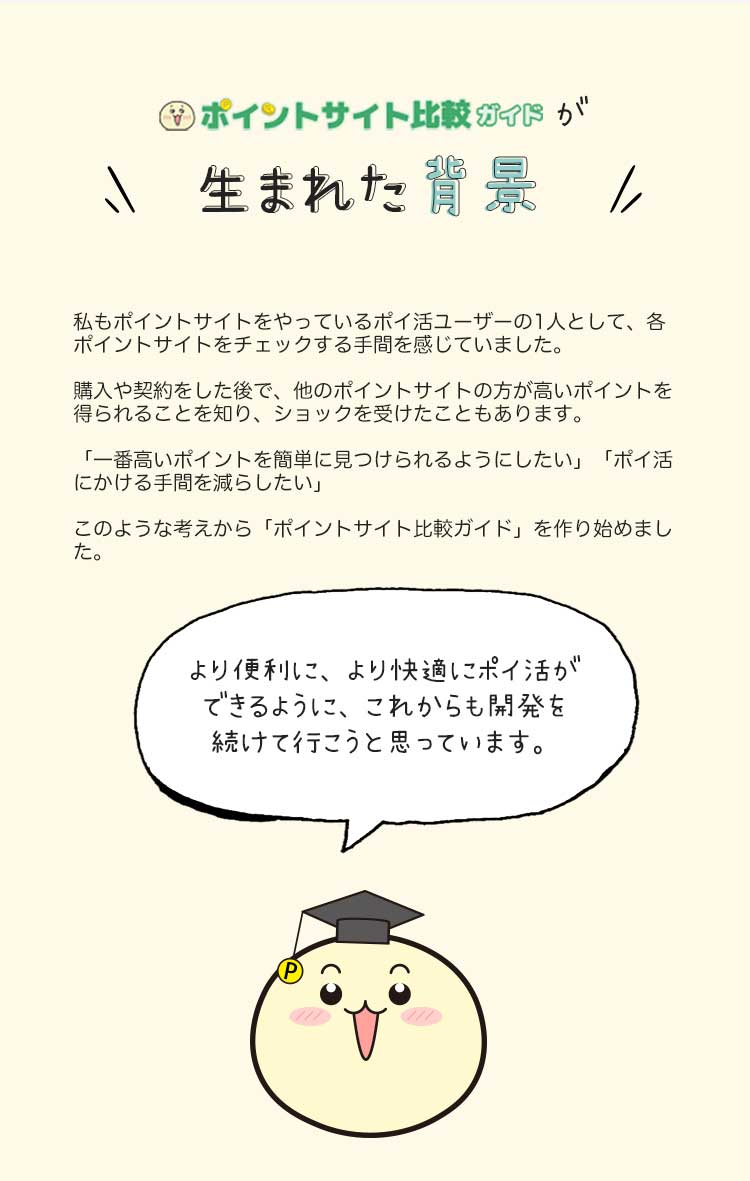 ポイントサイト比較ガイドが
生まれた背景
私もポイントサイトをやっているポイ活ユーザーの1人として、各
ポイントサイトをチェックする手間を感じていました。
購入や契約をした後で、他のポイントサイトの方が高いポイントを
得られることを知り、ショックを受けたこともあります。
「一番高いポイントを簡単に見つけられるようにしたい」「ポイ活
にかける手間を減らしたい」
このような考えから「ポイントサイト比較ガイド」を作り始めまし
た。
より便利に、より快適にポイ活が
できるように、これからも開発を
続けて行こうと思っています。
P